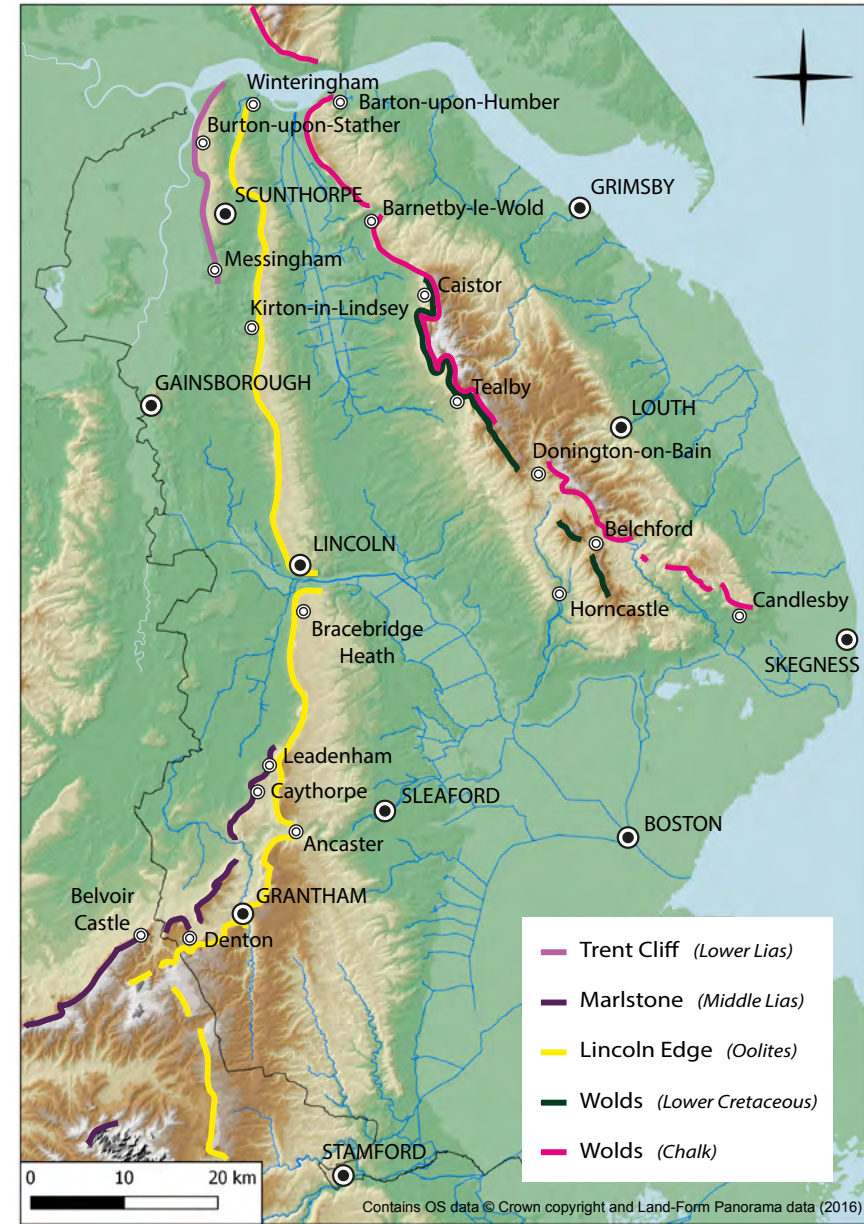 Winteringham
Barton-upon-Humber
Burton-upon-Stather
SCUNTHORPE
GRIMSBY
Barnetby-le-Wold
Messingham
Caistor
Kirton-in-Lindsey
GAINSBOROUGH
Tealby
LOUTH
Donington-on-Bain
Belchford
LINCOLN
Horncastle
Candlesby
Bracebridge
Heath
SKEGNESS
Leadenham
Caythorpe
SLEAFORD
BOSTON
Ancaster
Belvoir
Castle
GRANTHAM
Denton
Trent Cliff (Lower Lias)
Marlstone (Middle Lias)
Lincoln Edge (Oolites)
Wolds (Lower Cretaceous)
Wolds (Chalk)
STAMFORD
0 10 20 km
Contains OS data © Crown copyright and Land-Form Panorama data (2016)